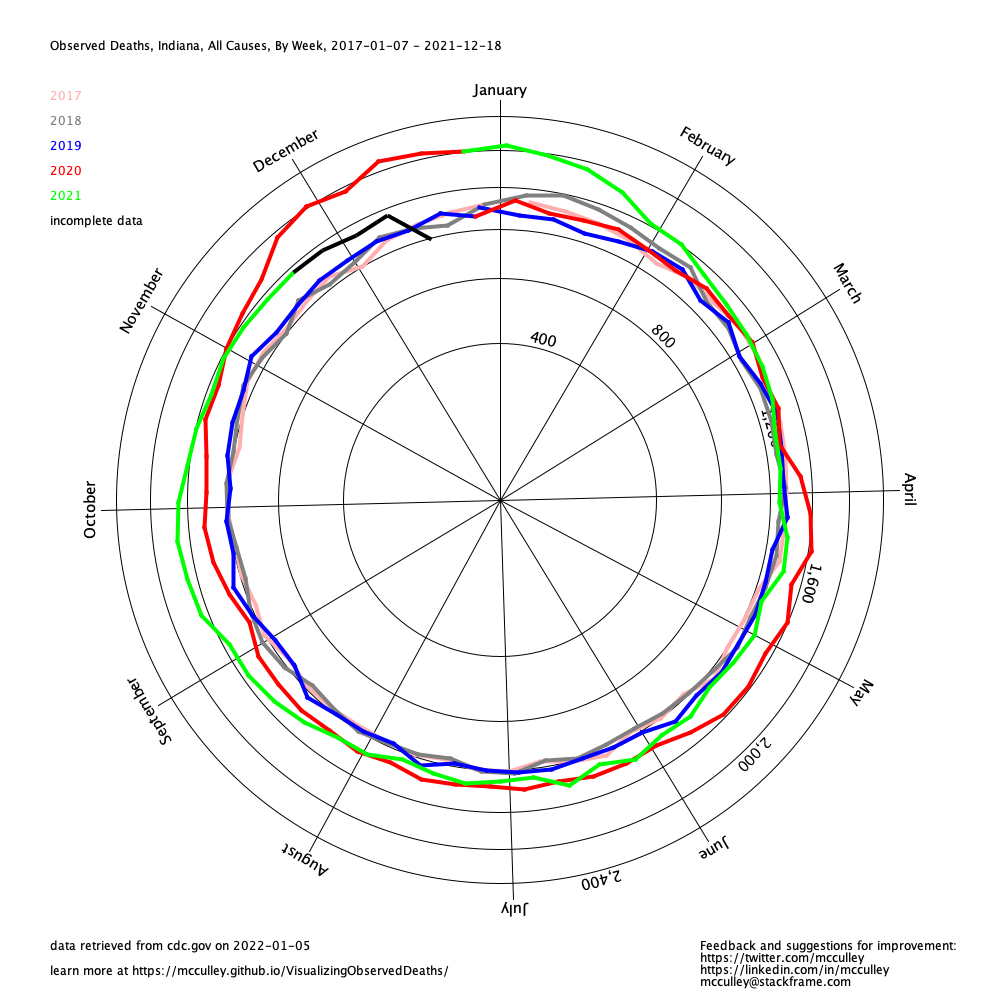 Observed Deaths, Indiana, All Causes, By Week, 2017-01-07 - 2021-12-18
January
2017
2018
2019
2020
2021
incomplete data
December
February
November
March
400
800
1,200
October
April
1,600
September
May
2,000
August
June
2,400
July
data retrieved from cdc.gov on 2022-01-05
learn more at https://mcculley.github.io/VisualizingObservedDeaths/
Feedback and suggestions for improvement:
https://twitter.com/mcculley
https://linkedin.com/in/mcculley
mcculley@stackframe.com